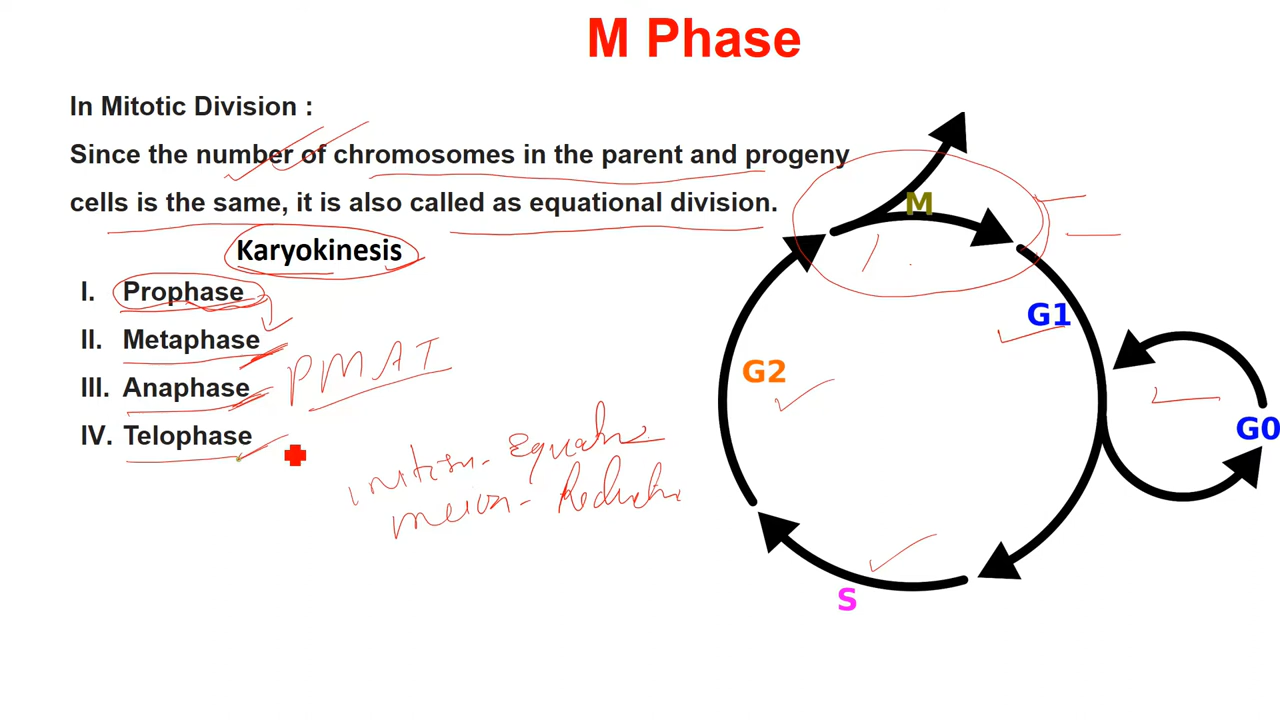 M Phase
In Mitotic Division :
Since the number of chromosomes in the parent and progeny
cells is the same, it is also called as equational division.
Karyokinesis
I. Prophase
II. Metaphase
III. Anaphase
IV. Telophase
PMAT
M
G1
G2
G0
S